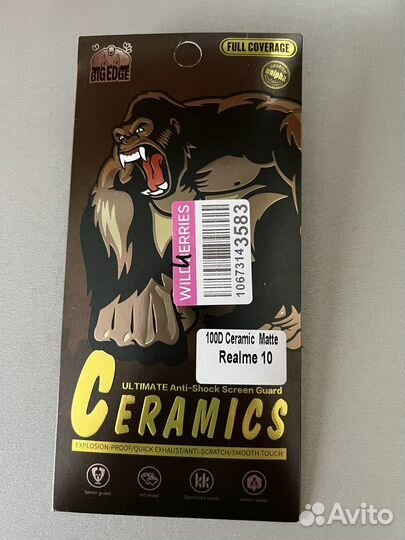 BIG EDGE
FULL COVERAGE
WILDBERRIES
ч
10673143583
100D Ceramic Matte
Realme 10
ULTIMATE Anti-Shock Screen Guard
CERAMICS
EXPLOSION-PROOF/QUICK EXHAUST/ANTI-SCRATCH/SMOOTH TOUCH
Avito